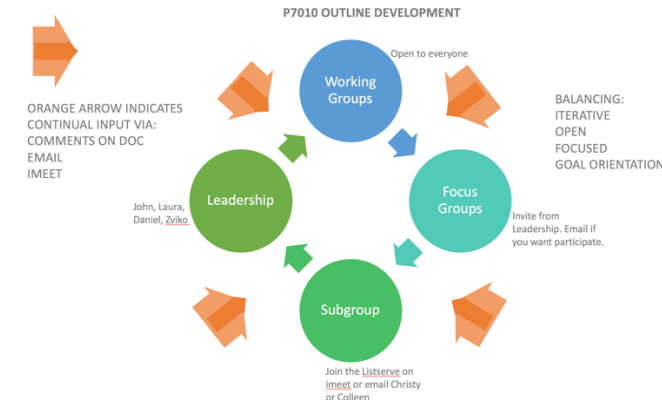 P7010 OUTLINE DEVELOPMENT
Open to everyone
Working
Groups
ORANGE ARROW INDICATES
CONTINUAL INPUT VIA:
COMMENTS ON DOC
EMAIL
IMEET
BALANCING:
ITERATIVE
OPEN
FOCUSED
GOAL ORIENTATION
Leadership
John, Laura,
Daniel, Zviko
Focus
Groups
Invite from
Leadership. Email if
you want participate.
Subgroup
Join the Listserve on
imeet or email Christy
or Colleen